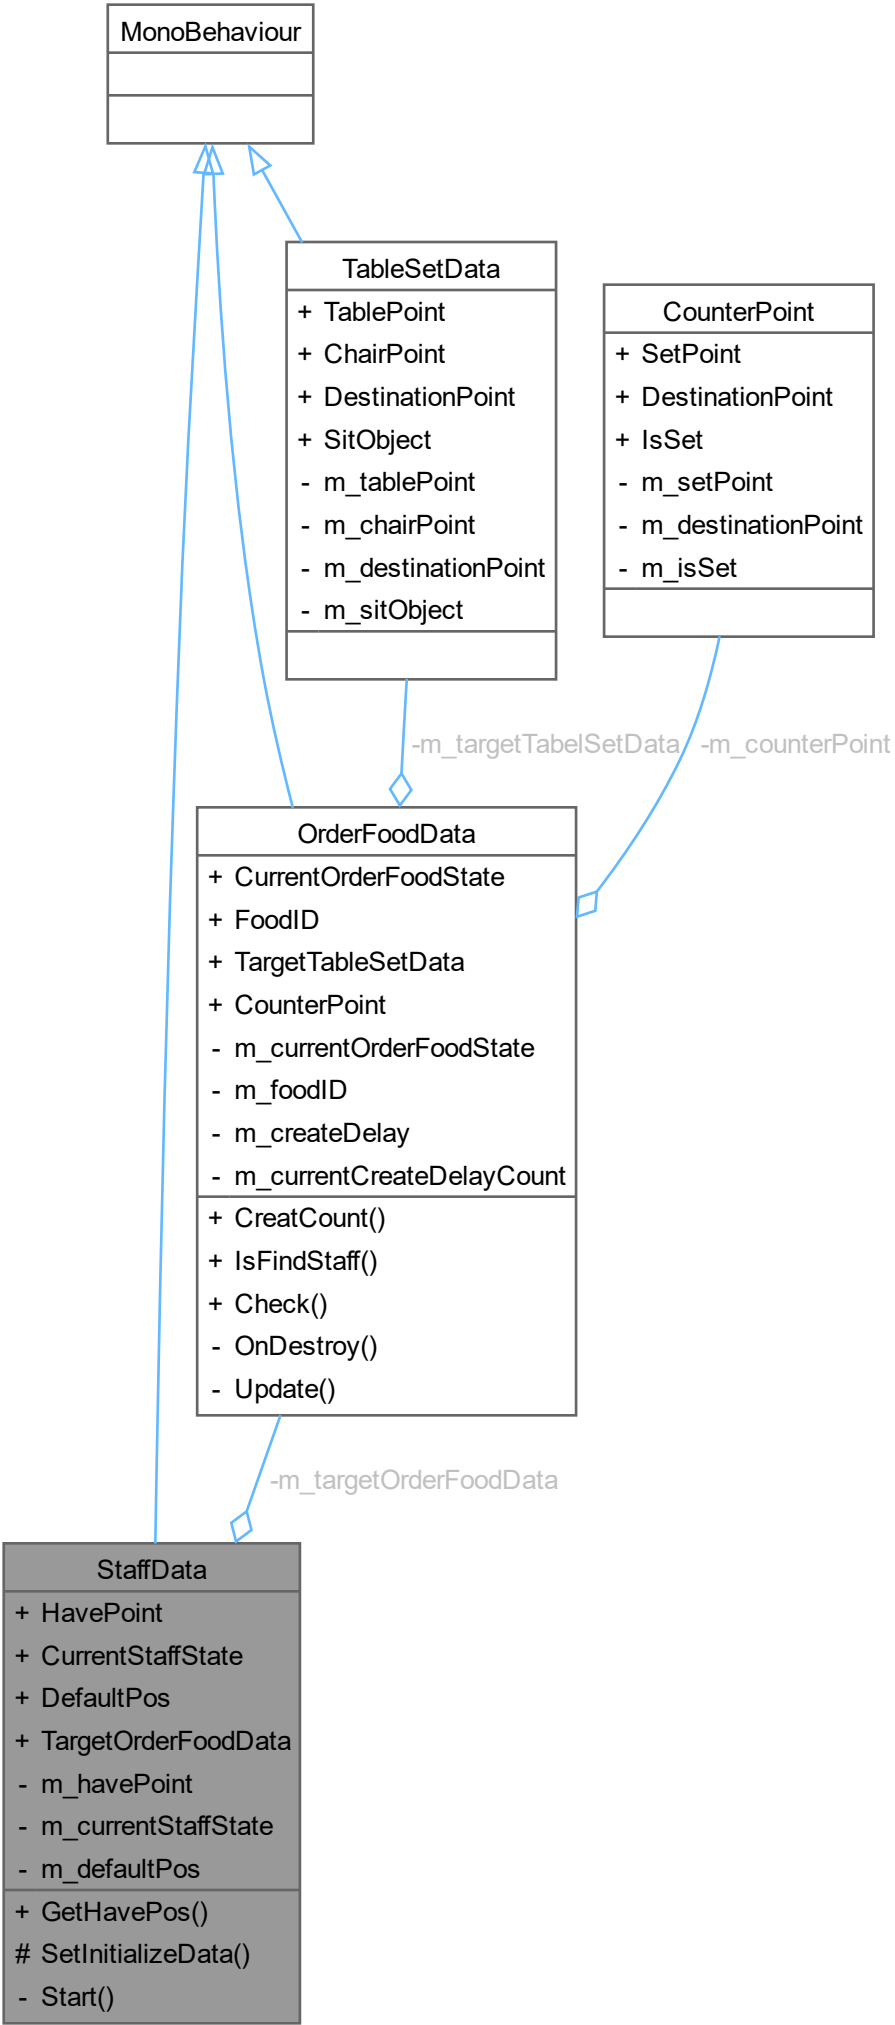 MonoBehaviour
TableSetData
+ TablePoint
+ ChairPoint
+ DestinationPoint
+ SitObject
- m_tablePoint
- m_chairPoint
- m_destinationPoint
- m_sitObject
CounterPoint
+ SetPoint
+ DestinationPoint
+ IsSet
- m_setPoint
- m_destinationPoint
- m_isSet
-m_targetTabelSetData
-m_counterPoint
OrderFoodData
+ CurrentOrderFoodState
+ FoodID
+ TargetTableSetData
+ CounterPoint
- m_currentOrderFoodState
- m_foodID
- m_createDelay
- m_currentCreateDelayCount
+ CreatCount()
+ IsFindStaff()
+ Check()
- OnDestroy()
- Update()
-m_targetOrderFoodData
StaffData
+ HavePoint
+ CurrentStaffState
+ DefaultPos
+ TargetOrderFoodData
- m_havePoint
- m_currentStaffState
- m_defaultPos
+ GetHavePos()
# SetInitializeData()
- Start()